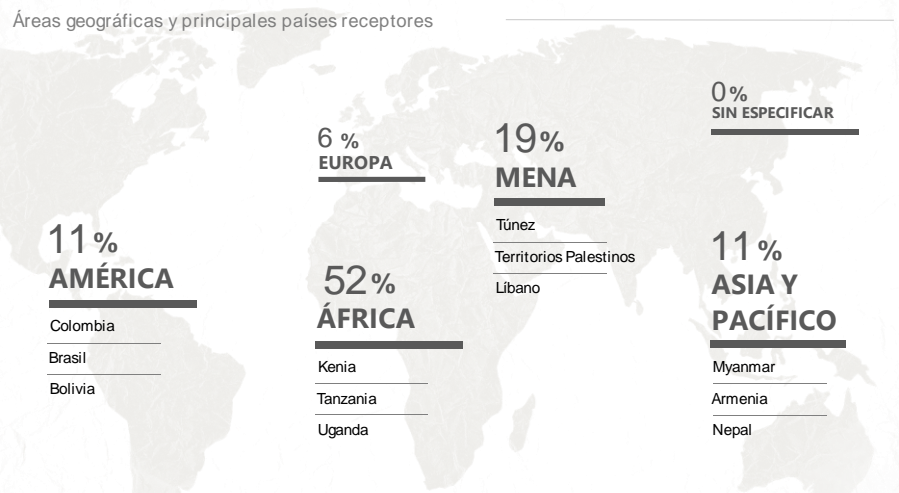 Áreas geográficas y principales países receptores
11%
AMÉRICA
Colombia
Brasil
Bolivia
6 %
EUROPA
52%
ÁFRICA
Kenia
Tanzania
Uganda
19%
MENA
Túnez
Territorios Palestinos
Líbano
0%
SIN ESPECIFICAR
11%
ASIA Y
PACÍFICO
Myanmar
Armenia
Nepal